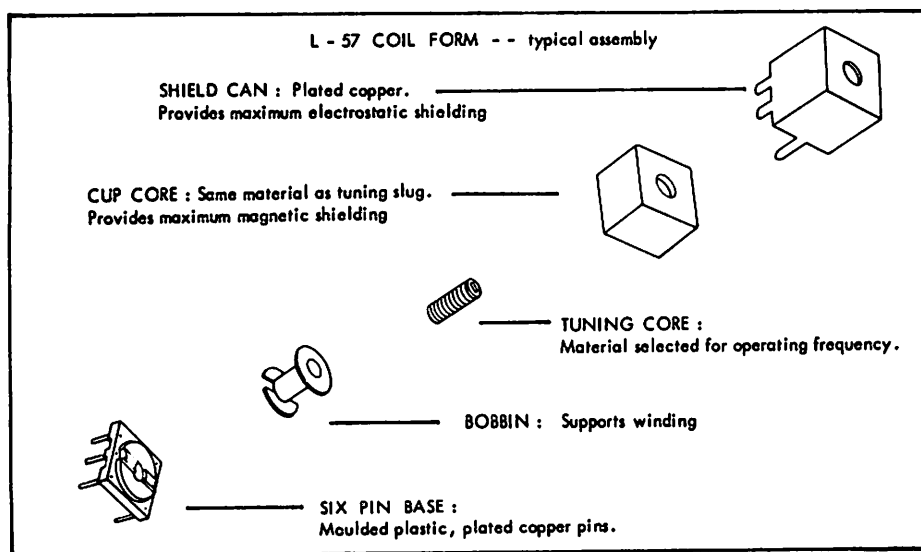 L - 57 COIL FORM - - typical assembly
SHIELD CAN : Plated copper.
Provides maximum electrostatic shielding
CUP CORE : Same material as tuning slug.
Provides maximum magnetic shielding
TUNING CORE :
Material selected for operating frequency.
BOBBIN : Supports winding
SIX PIN BASE :
Moulded plastic, plated copper pins.